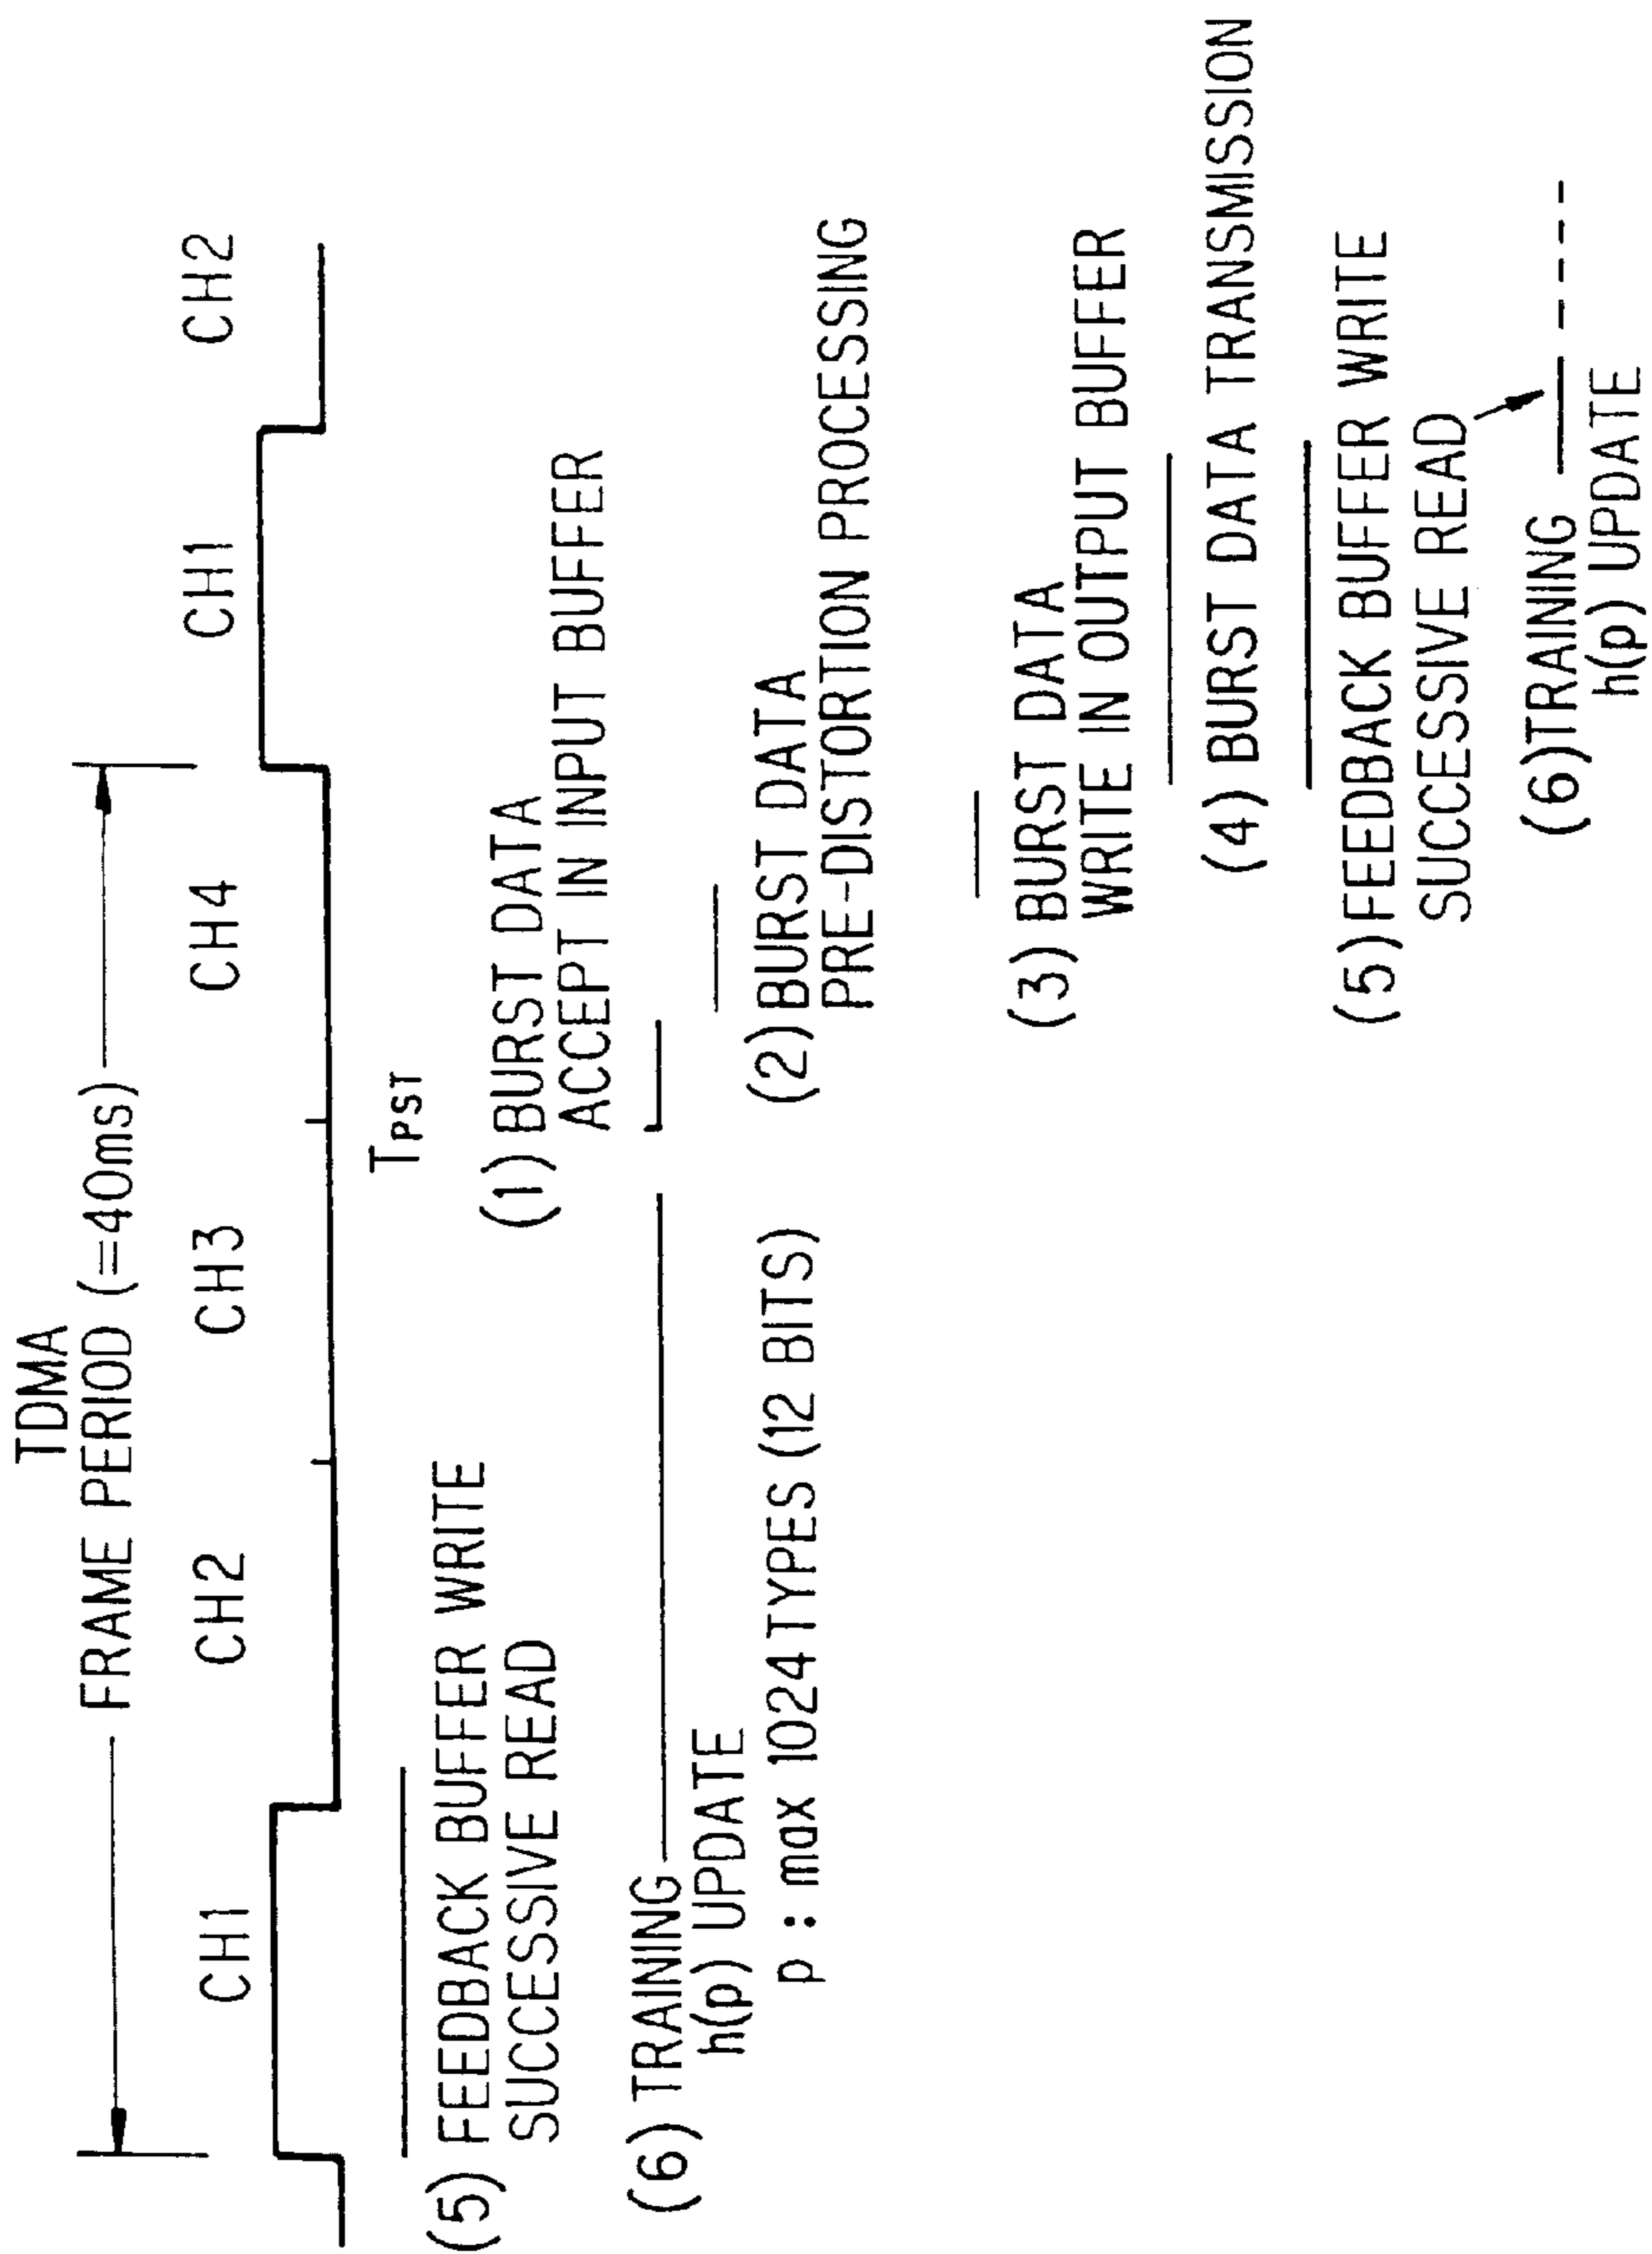 TDMA
FRAME PERIOD (=40ms)
CH1
CH2
CH3
CH4
CH1
CH2
TPST
(5) FEEDBACK BUFFER WRITE
SUCCESSIVE READ
(6) TRAINING
h(p) UPDATE
p : max 1024 TYPES (12 BITS)
(1) BURST DATA
ACCEPT IN INPUT BUFFER
(2) BURST DATA
PRE-DISTORTION PROCESSING
(3) BURST DATA
WRITE IN OUTPUT BUFFER
(4) BURST DATA TRANSMISSION
(5) FEEDBACK BUFFER WRITE
SUCCESSIVE READ
(6) TRAINING
h(p) UPDATE